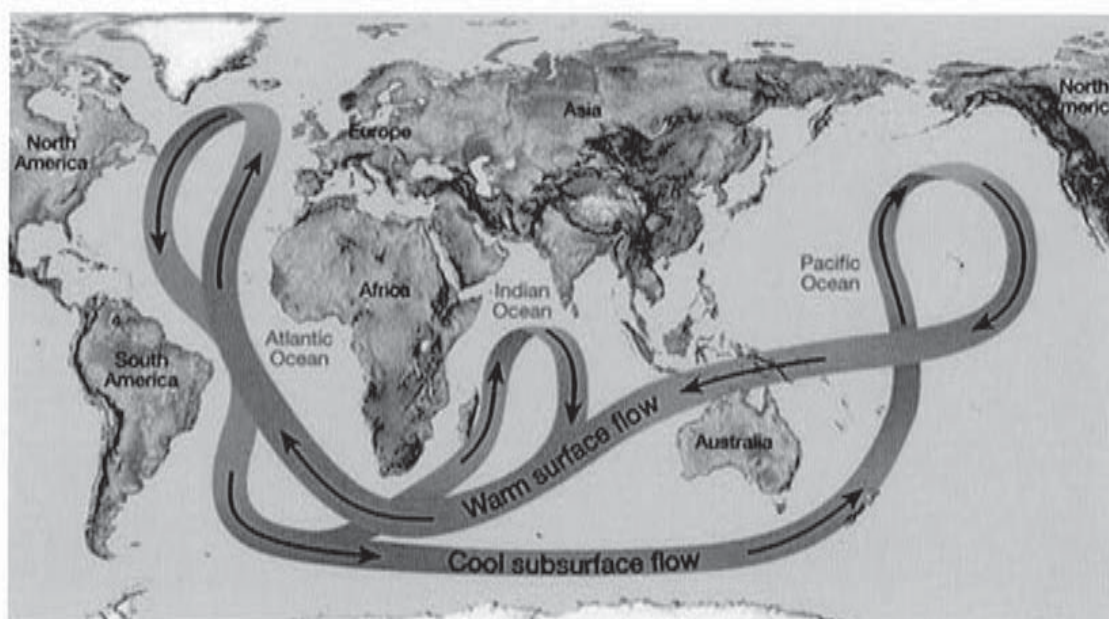 North
America
Europe
Asia
North
America
Pacific
Ocean
Indian
Ocean
Africa
Atlantic
Ocean
South
America
Australia
Warm surface flow
Cool subsurface flow